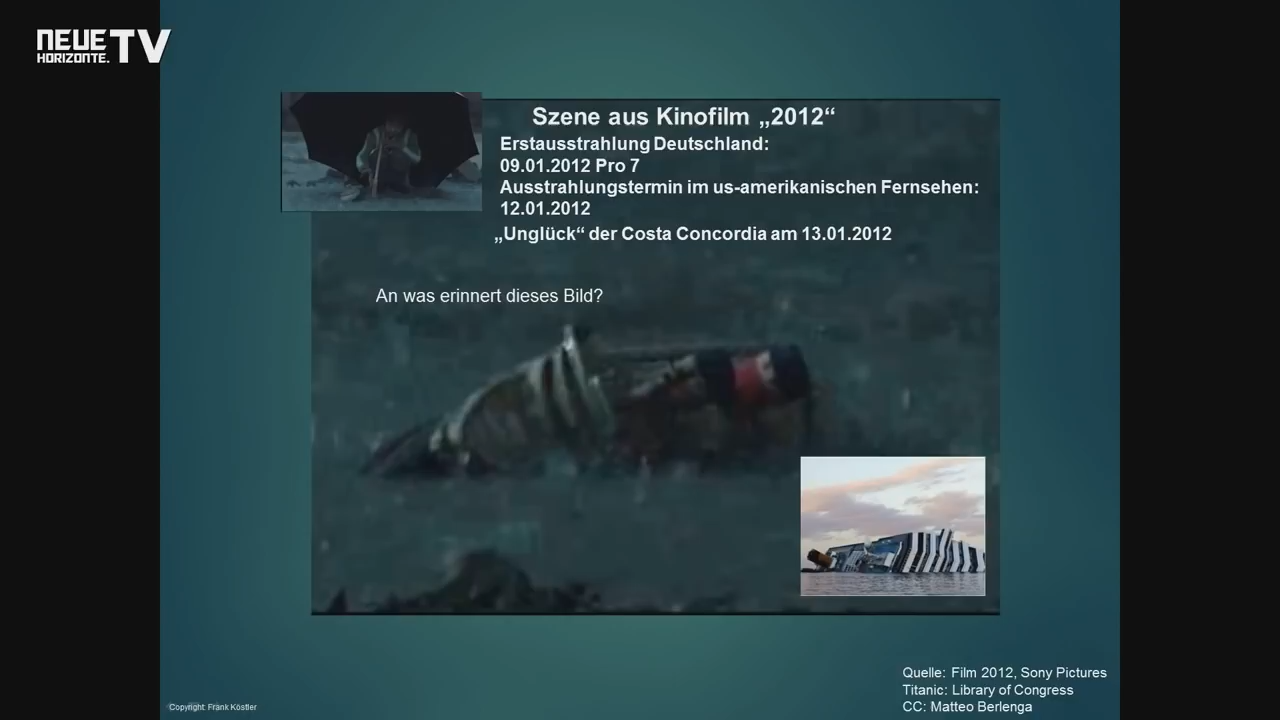 NEUE
HORIZONTE.TV
Szene aus Kinofilm „2012“
Erstausstrahlung Deutschland:
09.01.2012 Pro 7
Ausstrahlungstermin im us-amerikanischen Fernsehen:
12.01.2012
„Unglück“ der Costa Concordia am 13.01.2012
An was erinnert dieses Bild?
Quelle: Film 2012, Sony Pictures
Titanic: Library of Congress
CC: Matteo Berlenga
Copyright: Frank Köstler